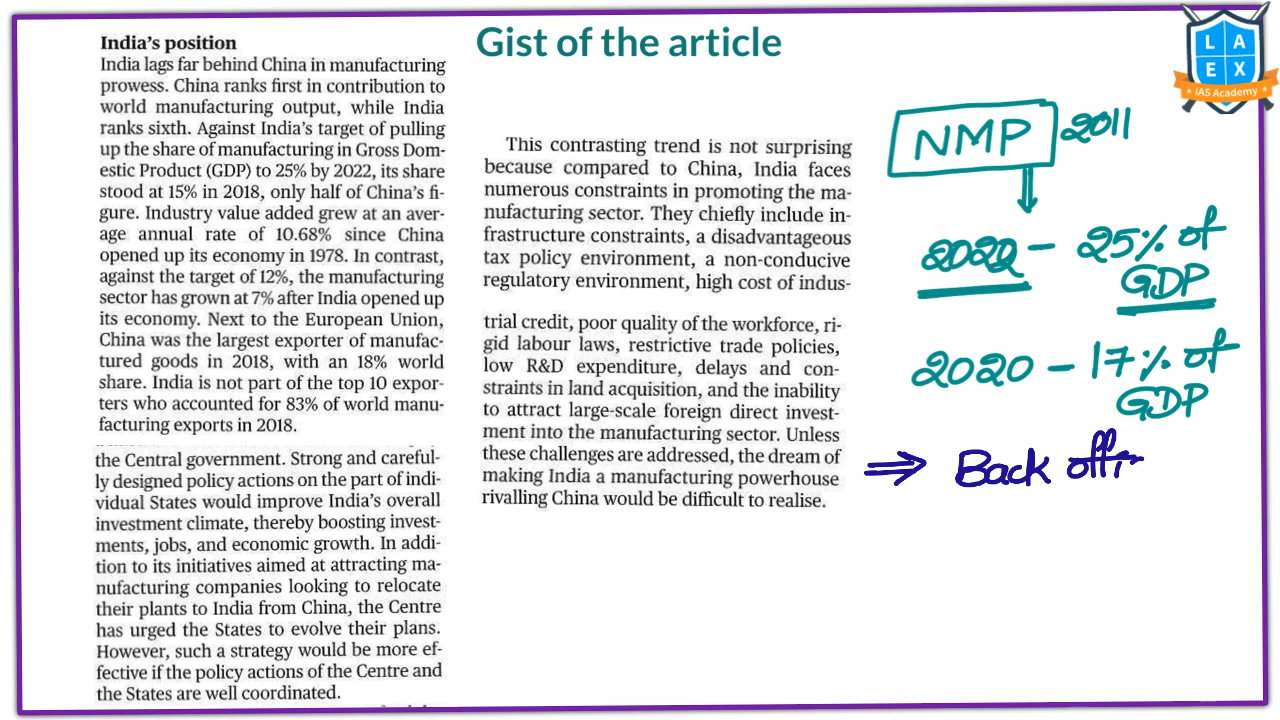 Gist of the article
India's position
India lags far behind China in manufacturing
prowess. China ranks first in contribution to
world manufacturing output, while India
ranks sixth. Against India's target of pulling
up the share of manufacturing in Gross Dom-
estic Product (GDP) to 25% by 2022, its share
stood at 15% in 2018, only half of China's fi-
gure. Industry value added grew at an aver-
age annual rate of 10.68% since China
opened up its economy in 1978. In contrast,
against the target of 12%, the manufacturing
sector has grown at 7% after India opened up
its economy. Next to the European Union,
China was the largest exporter of manufac-
tured goods in 2018, with an 18% world
share. India is not part of the top 10 expor-
ters who accounted for 83% of world manu-
facturing exports in 2018.
the Central government. Strong and careful-
ly designed policy actions on the part of indi-
vidual States would improve India's overall
investment climate, thereby boosting invest-
ments, jobs, and economic growth. In addi-
tion to its initiatives aimed at attracting ma-
nufacturing companies looking to relocate
their plants to India from China, the Centre
has urged the States to evolve their plans.
However, such a strategy would be more ef-
fective if the policy actions of the Centre and
the States are well coordinated.
This contrasting trend is not surprising
because compared to China, India faces
numerous constraints in promoting the ma-
nufacturing sector. They chiefly include in-
frastructure constraints, a disadvantageous
tax policy environment, a non-conducive
regulatory environment, high cost of indus-
trial credit, poor quality of the workforce, ri-
gid labour laws, restrictive trade policies,
low R&D expenditure, delays and con-
straints in land acquisition, and the inability
to attract large-scale foreign direct invest-
ment into the manufacturing sector. Unless
these challenges are addressed, the dream of
making India a manufacturing powerhouse
rivalling China would be difficult to realise.
NMP 2011
2022 - 25% of
GDP
2020 - 17% of
GDP
⇒ Back offi
LAEX
IAS Academy